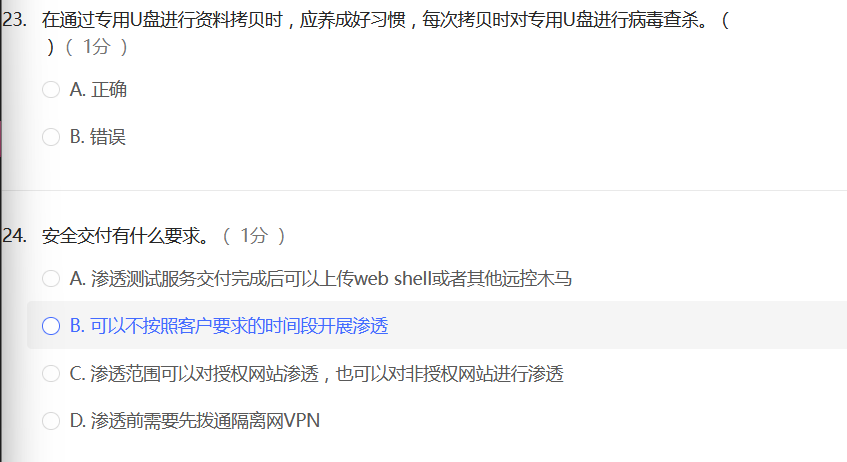 23. 在通过专用U盘进行资料拷贝时，应养成好习惯，每次拷贝时对专用U盘进行病毒查杀。（
）（ 1分 ）
A. 正确
B. 错误
24. 安全交付有什么要求。（ 1分 ）
A. 渗透测试服务交付完成后可以上传web shell或者其他远控木马
B. 可以不按照客户要求的时间段开展渗透
C. 渗透范围可以对授权网站渗透，也可以对非授权网站进行渗透
D. 渗透前需要先拨通隔离网VPN